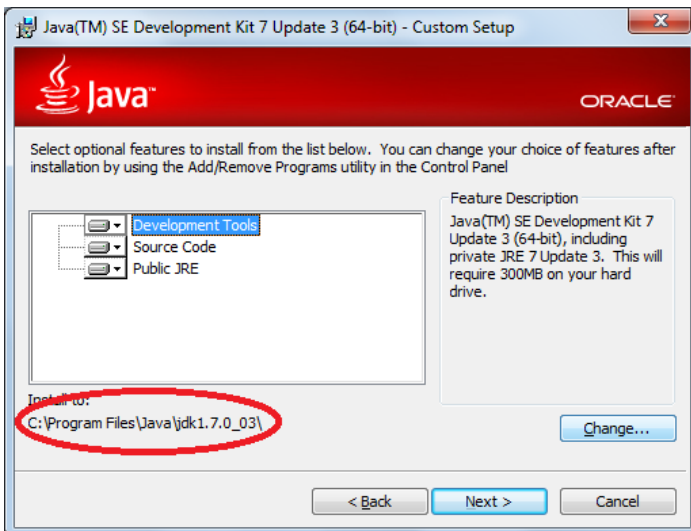 Java(TM) SE Development Kit 7 Update 3 (64-bit) - Custom Setup
Java™
ORACLE®
Select optional features to install from the list below. You can change your choice of features after
installation by using the Add/Remove Programs utility in the Control Panel
Development Tools
Source Code
Public JRE
Feature Description
Java(TM) SE Development Kit 7
Update 3 (64-bit), including
private JRE 7 Update 3. This will
require 300MB on your hard
drive.
Install to:
C:\Program Files\Java\jdk1.7.0_03\
Change...
< Back
Next >
Cancel